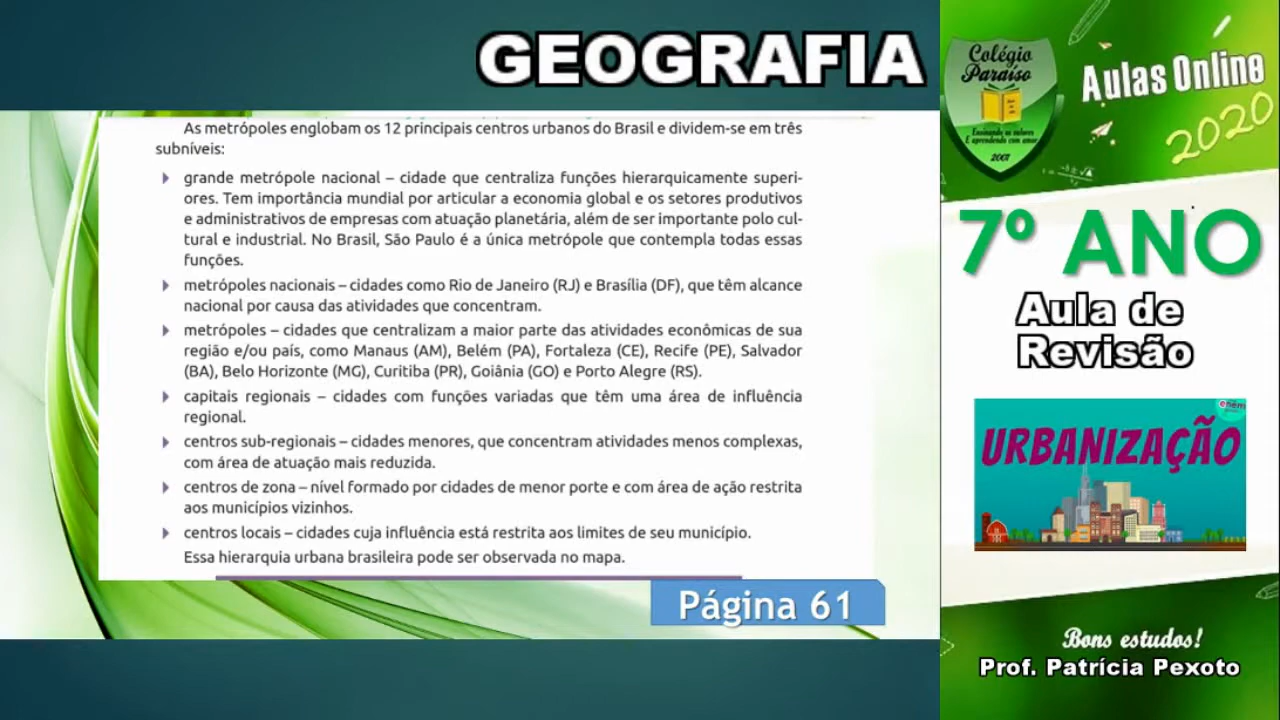 GEOGRAFIA
As metrópoles englobam os 12 principais centros urbanos do Brasil e dividem-se em três
subníveis:
grande metrópole nacional – cidade que centraliza funções hierarquicamente superi-
ores. Tem importância mundial por articular a economia global e os setores produtivos
e administrativos de empresas com atuação planetária, além de ser importante polo cul-
tural e industrial. No Brasil, São Paulo é a única metrópole que contempla todas essas
funções.
metrópoles nacionais – cidades como Rio de Janeiro (RJ) e Brasília (DF), que têm alcance
nacional por causa das atividades que concentram.
metrópoles – cidades que centralizam a maior parte das atividades econômicas de sua
região e/ou país, como Manaus (AM), Belém (PA), Fortaleza (CE), Recife (PE), Salvador
(BA), Belo Horizonte (MG), Curitiba (PR), Goiânia (GO) e Porto Alegre (RS).
capitais regionais – cidades com funções variadas que têm uma área de influência
regional.
centros sub-regionais – cidades menores, que concentram atividades menos complexas,
com área de atuação mais reduzida.
centros de zona – nível formado por cidades de menor porte e com área de ação restrita
aos municípios vizinhos.
centros locais – cidades cuja influência está restrita aos limites de seu município.
Essa hierarquia urbana brasileira pode ser observada no mapa.
Página 61
Colégio
Paraíso
Ensinando os valores
E aprendendo com amor
2007
Aulas Online
2020
7º ANO
Aula de
Revisão
enem
URBANIZAÇÃO
Bons estudos!
Prof. Patrícia Pexoto